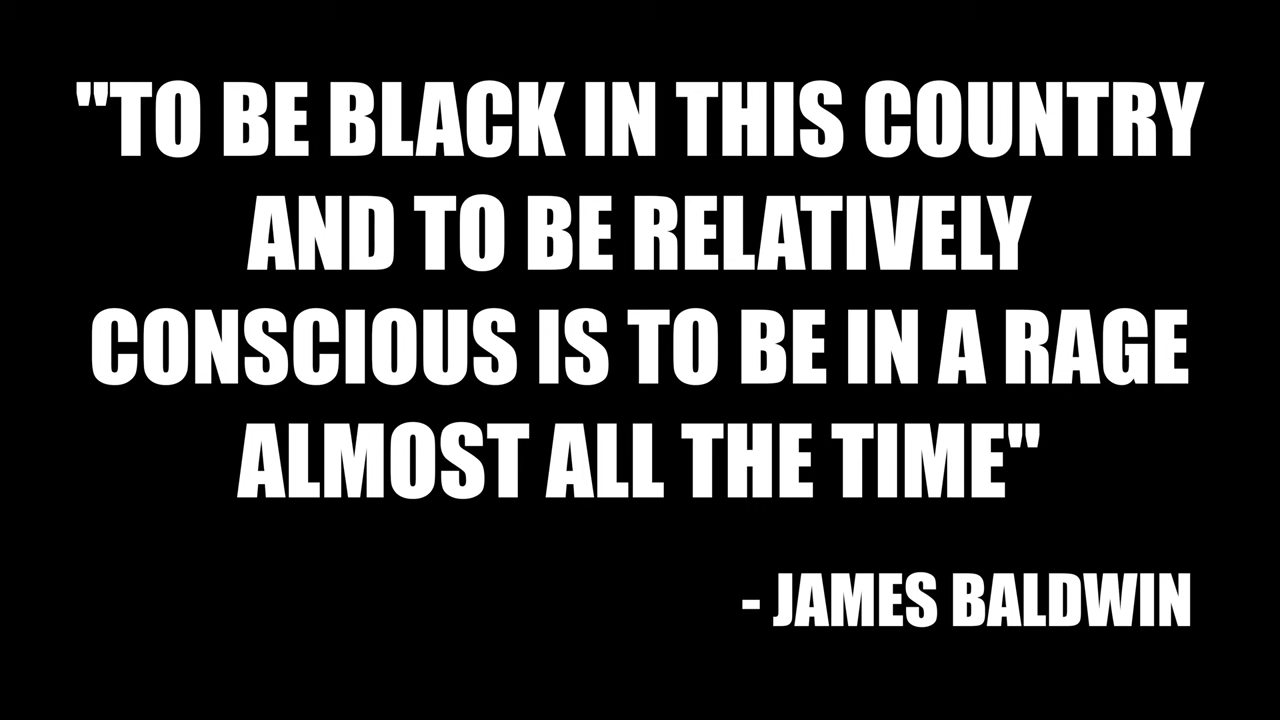 "TO BE BLACK IN THIS COUNTRY
AND TO BE RELATIVELY
CONSCIOUS IS TO BE IN A RAGE
ALMOST ALL THE TIME"
- JAMES BALDWIN